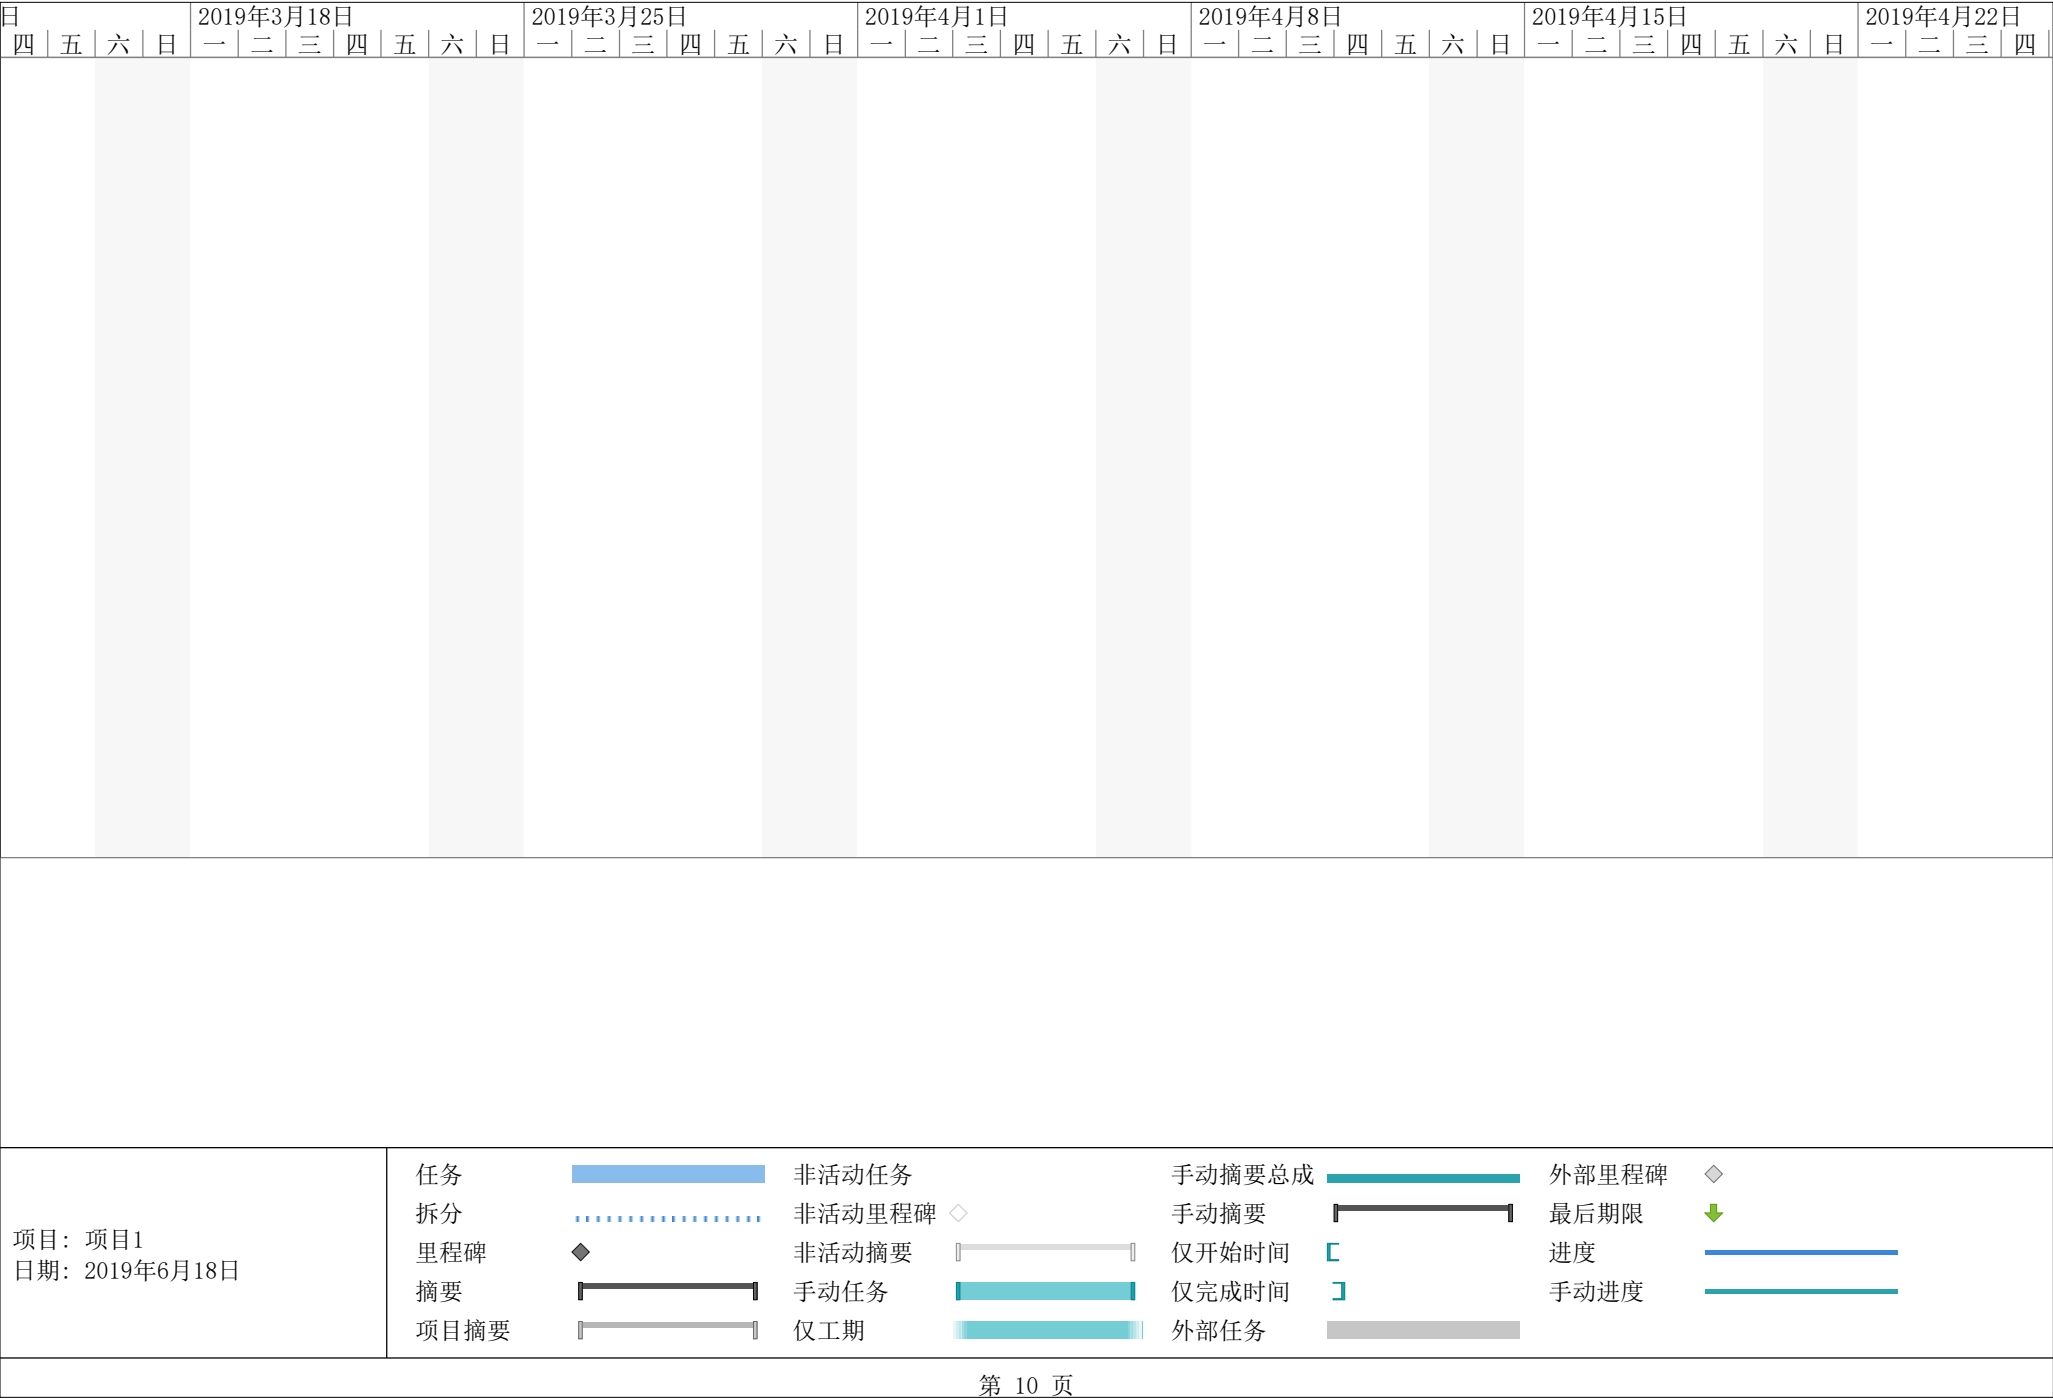 日 2019年3月18日 2019年3月25日 2019年4月1日 2019年4月8日 2019年4月15日 2019年4月22日
四 五 六 日 一 二 三 四 五 六 日 一 二 三 四 五 六 日 一 二 三 四 五 六 日 一 二 三 四 五 六 日 一 二 三 四 五 六 日 一 二 三 四
项目: 项目1
日期: 2019年6月18日
任务 非活动任务 手动摘要总成 外部里程碑
拆分 非活动里程碑 手动摘要 最后期限
里程碑 非活动摘要 仅开始时间 进度
摘要 手动任务 仅完成时间 手动进度
项目摘要 仅工期 外部任务
第 10 页